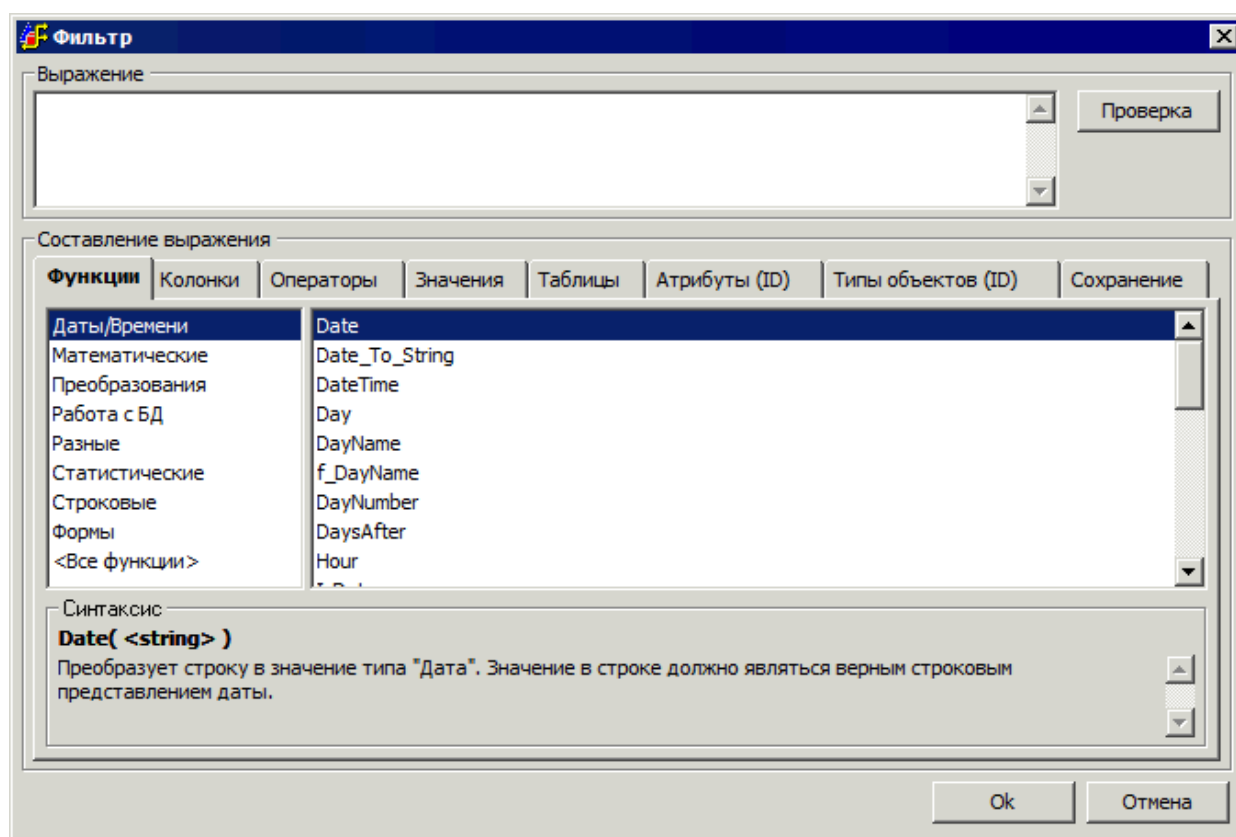 Фильтр
Выражение
Проверка
Составление выражения
Функции Колонки Операторы Значения Таблицы Атрибуты (ID) Типы объектов (ID) Сохранение
Даты/Времени Date
Математические Date_To_String
Преобразования DateTime
Работа с БД Day
Разные DayName
Статистические f_DayName
Строковые DayNumber
Формы DaysAfter
<Все функции> Hour
Синтаксис
Date( <string> )
Преобразует строку в значение типа "Дата". Значение в строке должно являться верным строковым
представлением даты.
Ok Отмена